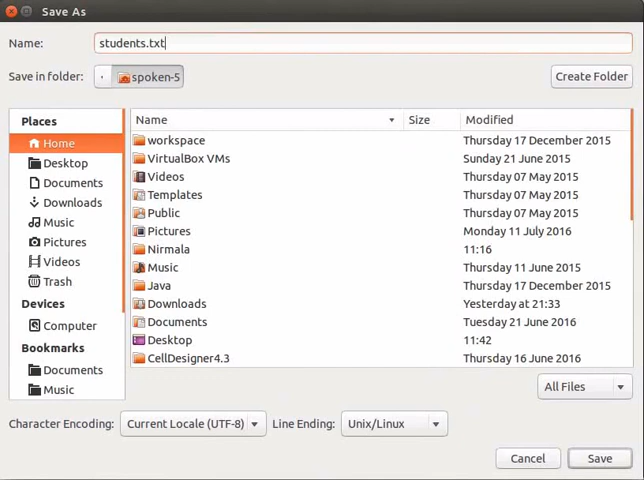 Save As
Name: students.txt
Save in folder: spoken-5 Create Folder
Places
Home
Desktop
Documents
Downloads
Music
Pictures
Videos
Trash
Devices
Computer
Bookmarks
Documents
Music
Name Size Modified
workspace Thursday 17 December 2015
VirtualBox VMs Sunday 21 June 2015
Videos Thursday 07 May 2015
Templates Thursday 07 May 2015
Public Thursday 07 May 2015
Pictures Monday 11 July 2016
Nirmala 11:16
Music Thursday 11 June 2015
Java Thursday 17 December 2015
Downloads Yesterday at 21:33
Documents Tuesday 21 June 2016
Desktop 11:42
CellDesigner4.3 Thursday 16 June 2016
All Files
Character Encoding: Current Locale (UTF-8) Line Ending: Unix/Linux
Cancel Save